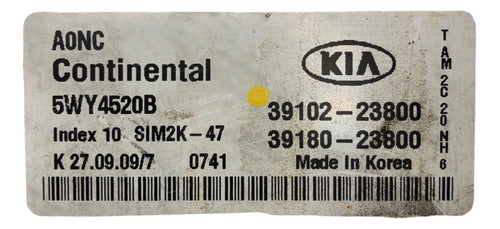 A0NC
Continental
5WY4520B
Index 10 SIM2K-47
K 27.09.09/7 0741
KIA
39102-23800
39180-23800
Made In Korea
TAM 2C 20 NH 6